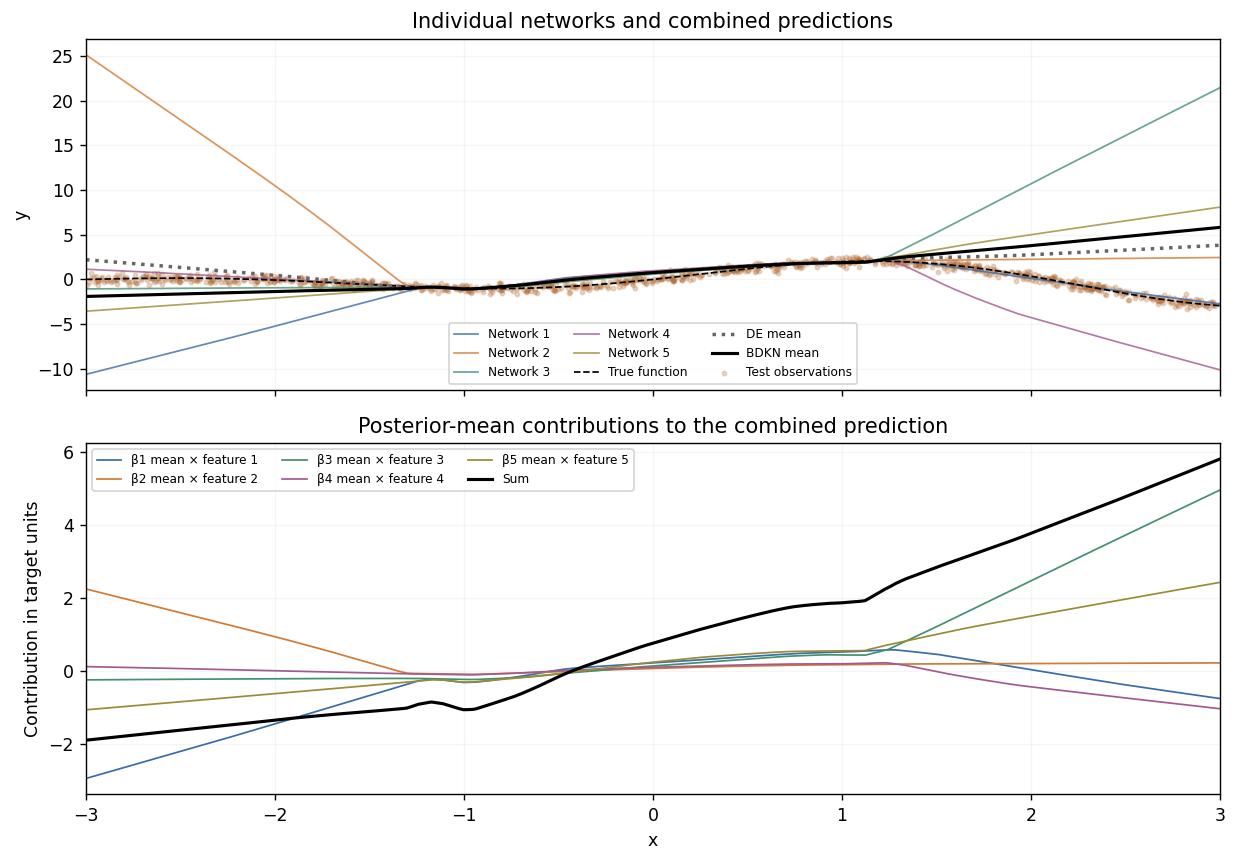 Individual networks and combined predictions
25
20
15
10
5
0
−5
−10
y
Network 1
Network 2
Network 3
Network 4
Network 5
True function
DE mean
BDKN mean
Test observations
Posterior-mean contributions to the combined prediction
6
4
2
0
−2
Contribution in target units
β1 mean × feature 1
β2 mean × feature 2
β3 mean × feature 3
β4 mean × feature 4
β5 mean × feature 5
Sum
−3
−2
−1
0
1
2
3
x